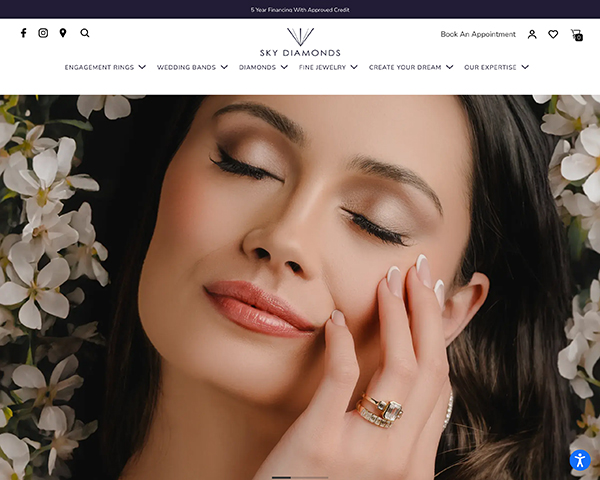 5 Year Financing With Approved Credit
Book An Appointment
0
SKY DIAMONDS
ENGAGEMENT RINGS WEDDING BANDS DIAMONDS FINE JEWELRY CREATE YOUR DREAM OUR EXPERTISE